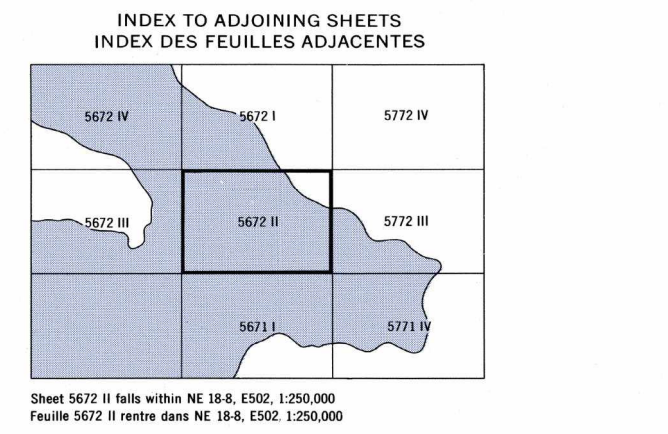 INDEX TO ADJOINING SHEETS
INDEX DES FEUILLES ADJACENTES
5672 IV 5672 I 5772 IV
5672 III 5672 II 5772 III
5671 I 5771 IV
Sheet 5672 II falls within NE 18-8, E502, 1:250,000
Feuille 5672 II rentre dans NE 18-8, E502, 1:250,000